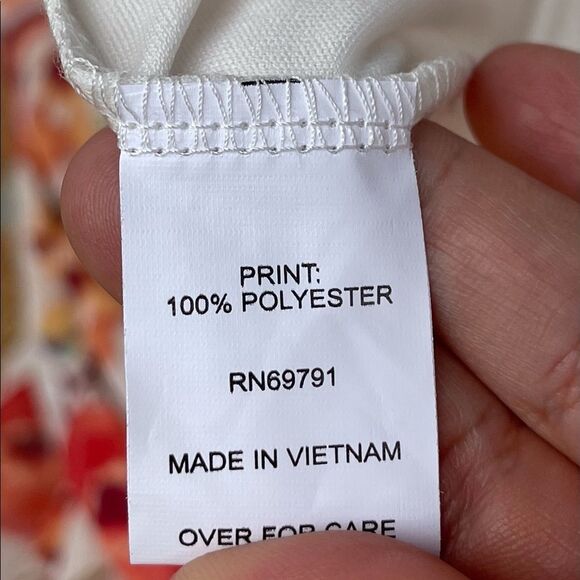 PRINT:
100% POLYESTER
RN69791
MADE IN VIETNAM
OVER FOR CARE